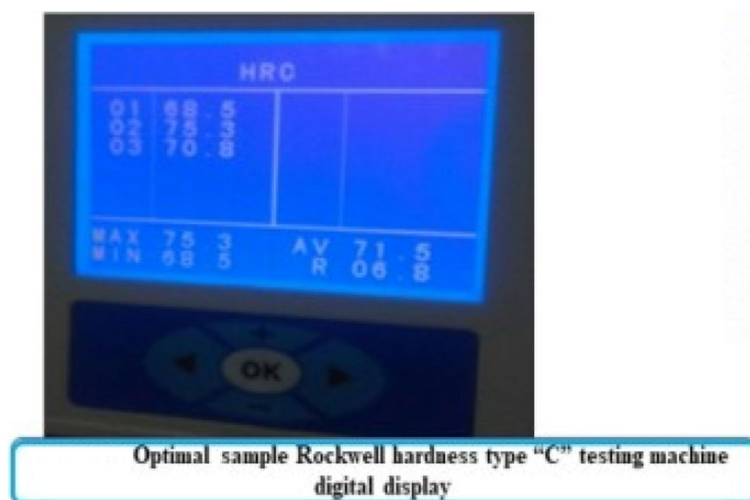 HRC
01 68.5
02 75.3
03 70.8
MAX 75.3 AV 71.5
MIN 68.5 R 06.8
+
OK
-
Optimal sample Rockwell hardness type “C” testing machine
digital display